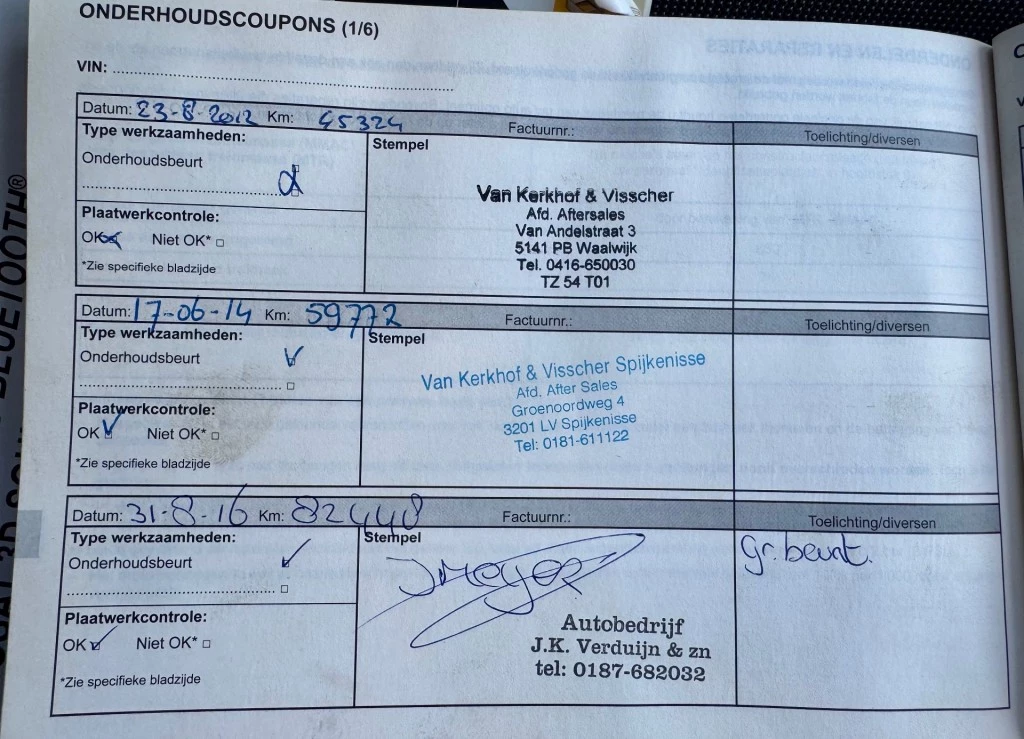 ONDERHOUDSCOUPONS (1/6)
VIN:
Datum: 23-8-2012 Km: 45324 Factuurnr.: Toelichting/diversen
Type werkzaamheden:
Stempel
Onderhoudsbeurt
Van Kerkhof & Visscher
Afd. Aftersales
Van Andelstraat 3
5141 PB Waalwijk
Tel. 0416-650030
TZ 54 T01
Plaatwerkcontrole:
OK Niet OK*
*Zie specifieke bladzijde
Datum: 17-06-14 Km: 59772 Factuurnr.: Toelichting/diversen
Type werkzaamheden:
Stempel
Onderhoudsbeurt
Van Kerkhof & Visscher Spijkenisse
Afd. After Sales
Groenoordweg 4
3201 LV Spijkenisse
Tel: 0181-611122
Plaatwerkcontrole:
OK Niet OK*
*Zie specifieke bladzijde
Datum: 31-8-16 Km: 82448 Factuurnr.: Toelichting/diversen
Type werkzaamheden:
Stempel
gr. beurt.
Onderhoudsbeurt
Autobedrijf
J.K. Verduijn & zn
tel: 0187-682032
Plaatwerkcontrole:
OK Niet OK*
*Zie specifieke bladzijde
BLUETOOTH®